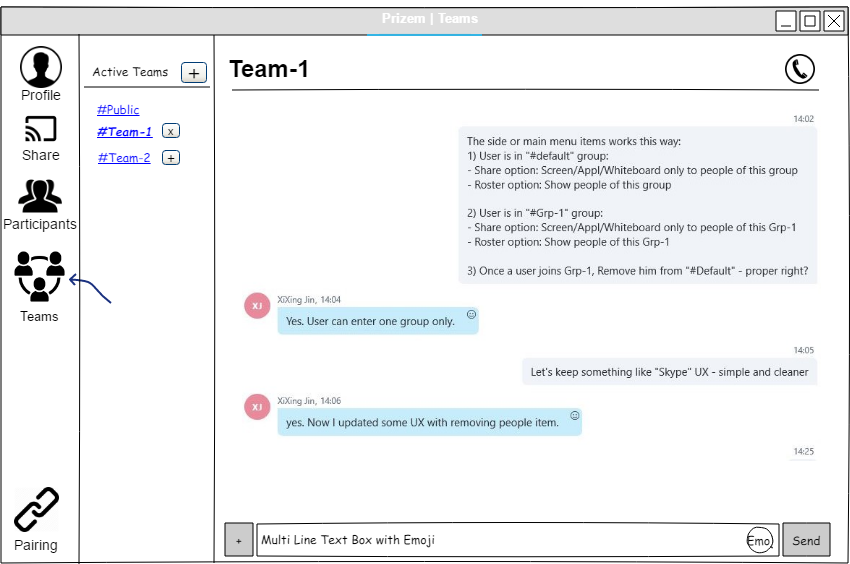 Prizem | Teams
Profile
Share
Participants
Teams
Pairing
Active Teams +
#Public
#Team-1 x
#Team-2 +
Team-1
14:02
The side or main menu items works this way:
1) User is in "#default" group:
- Share option: Screen/Appl/Whiteboard only to people of this group
- Roster option: Show people of this group
2) User is in "#Grp-1" group:
- Share option: Screen/Appl/Whiteboard only to people of this Grp-1
- Roster option: Show people of this Grp-1
3) Once a user joins Grp-1, Remove him from "#Default" - proper right?
XJ
XiXing Jin, 14:04
Yes. User can enter one group only.
14:05
Let's keep something like "Skype" UX - simple and cleaner
XJ
XiXing Jin, 14:06
yes. Now I updated some UX with removing people item.
14:25
+
Multi Line Text Box with Emoji
Emo
Send